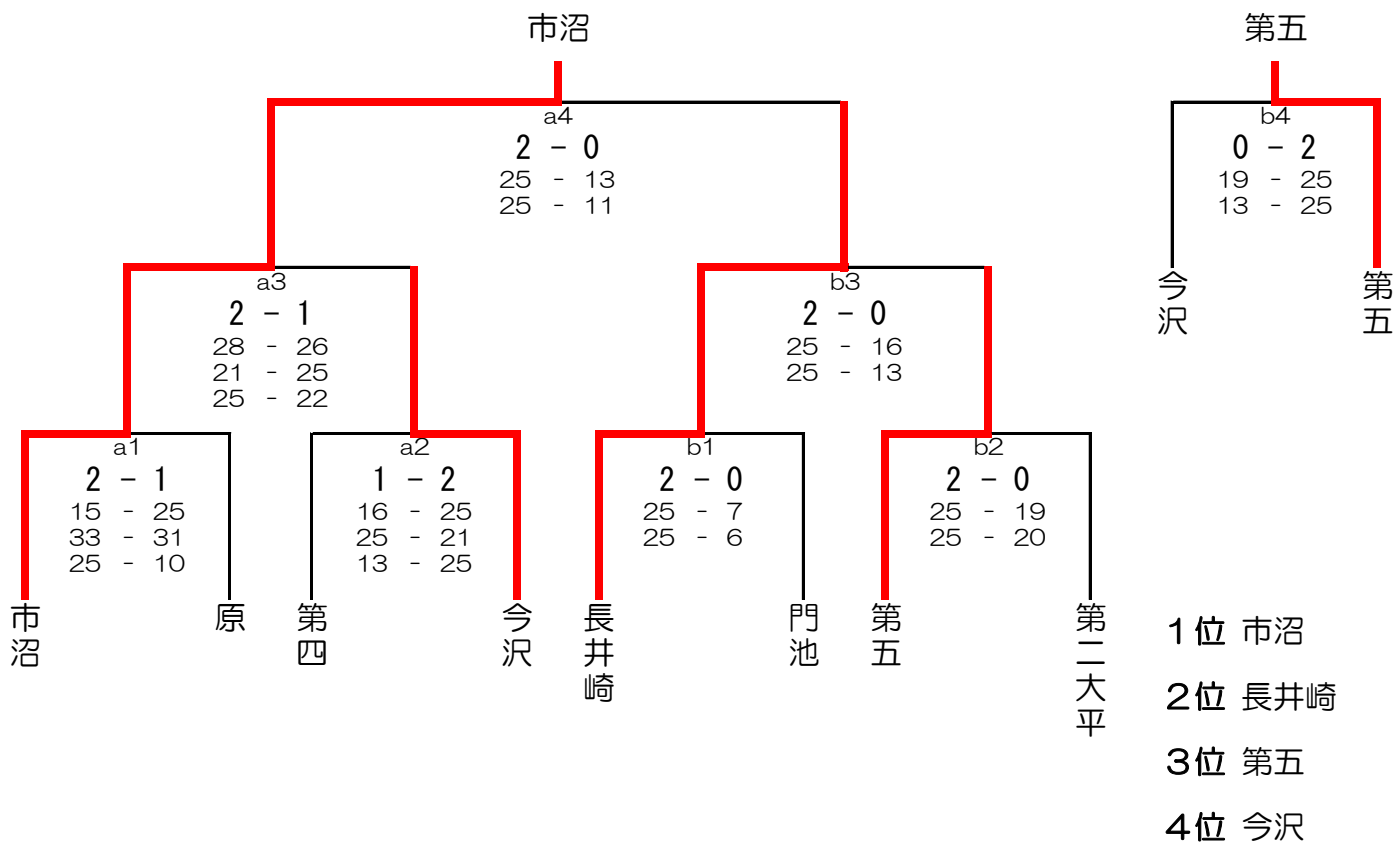 市沼
第五
a4
2 - 0
25 - 13
25 - 11
b4
0 - 2
19 - 25
13 - 25
今沢
第五
a3
2 - 1
28 - 26
21 - 25
25 - 22
b3
2 - 0
25 - 16
25 - 13
a1
2 - 1
15 - 25
33 - 31
25 - 10
a2
1 - 2
16 - 25
25 - 21
13 - 25
b1
2 - 0
25 - 7
25 - 6
b2
2 - 0
25 - 19
25 - 20
市沼
原
第四
今沢
長井崎
門池
第五
第二大平
1位 市沼
2位 長井崎
3位 第五
4位 今沢